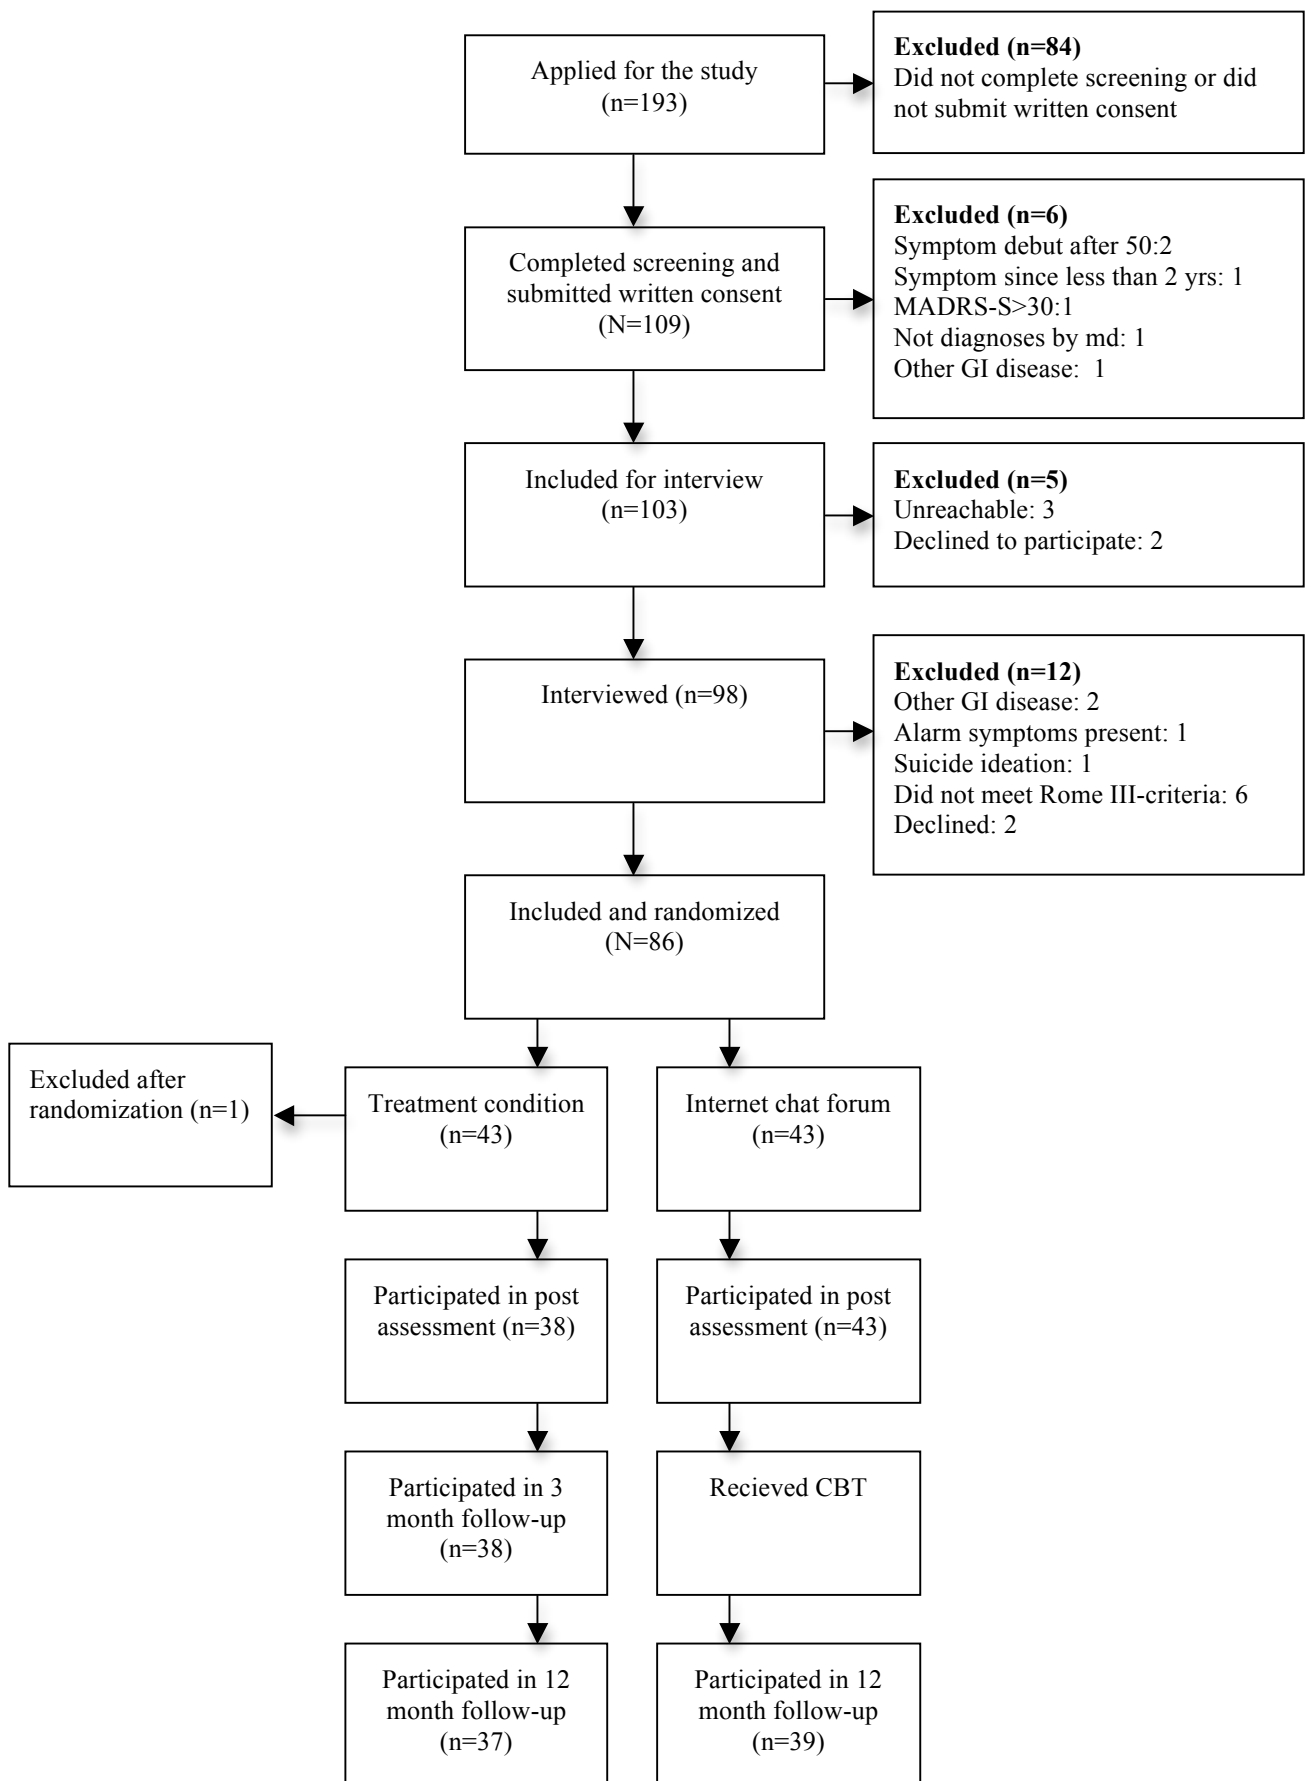 Applied for the study
(n=193)
Excluded (n=84)
Did not complete screening or did
not submit written consent
Completed screening and
submitted written consent
(N=109)
Excluded (n=6)
Symptom debut after 50:2
Symptom since less than 2 yrs: 1
MADRS-S>30:1
Not diagnoses by md: 1
Other GI disease:  1
Included for interview
(n=103)
Excluded (n=5)
Unreachable: 3
Declined to participate: 2
Interviewed (n=98)
Excluded (n=12)
Other GI disease: 2
Alarm symptoms present: 1
Suicide ideation: 1
Did not meet Rome III-criteria: 6
Declined: 2
Included and randomized
(N=86)
Excluded after
randomization (n=1)
Treatment condition
(n=43)
Internet chat forum
(n=43)
Participated in post
assessment (n=38)
Participated in post
assessment (n=43)
Participated in 3
month follow-up
(n=38)
Recieved CBT
Participated in 12
month follow-up
(n=37)
Participated in 12
month follow-up
(n=39)